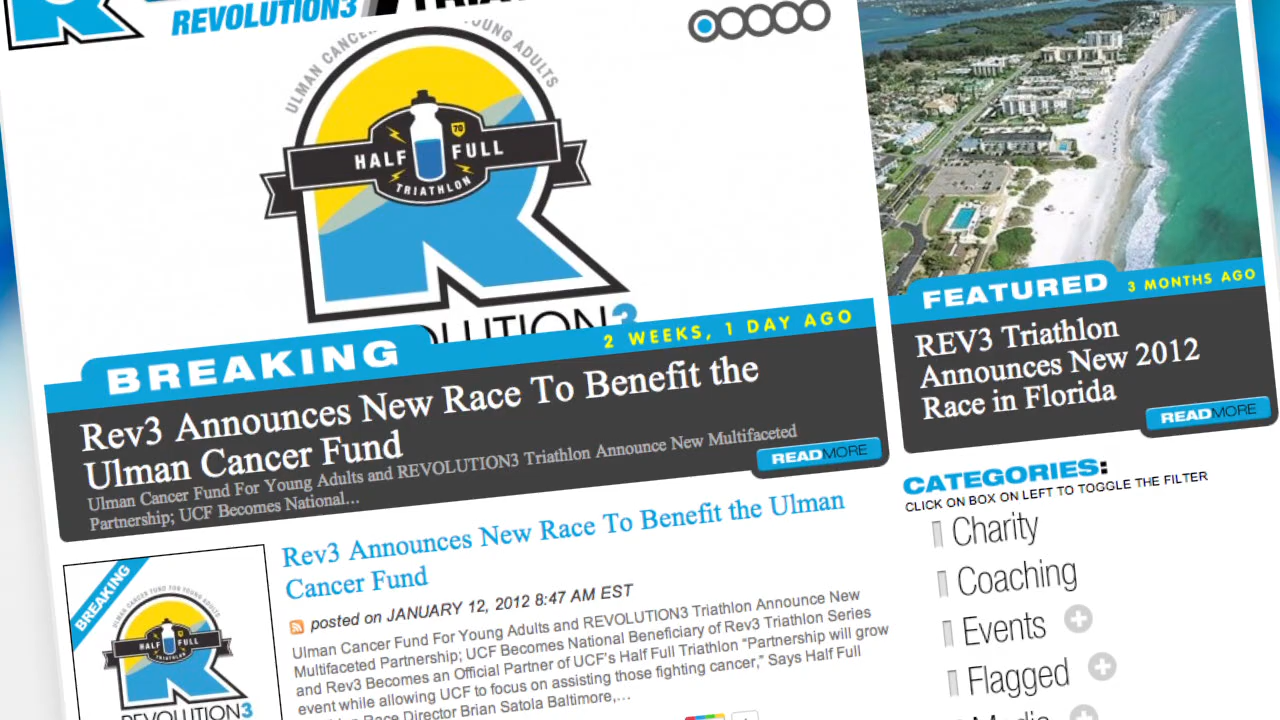 REVOLUTION3
ULMAN CANCER
YOUNG ADULTS
70
HALF FULL
TRIATHLON
REVOLUTION3
BREAKING
2 WEEKS, 1 DAY AGO
Rev3 Announces New Race To Benefit the
Ulman Cancer Fund
Ulman Cancer Fund For Young Adults and REVOLUTION3 Triathlon Announce New Multifaceted
Partnership; UCF Becomes National...
READMORE
FEATURED
3 MONTHS AGO
REV3 Triathlon
Announces New 2012
Race in Florida
READMORE
BREAKING
ULMAN CANCER FUND FOR YOUNG ADULTS
HALF FULL
TRIATHLON
REVOLUTION3
Rev3 Announces New Race To Benefit the Ulman
Cancer Fund
posted on JANUARY 12, 2012 8:47 AM EST
Ulman Cancer Fund For Young Adults and REVOLUTION3 Triathlon Announce New
Multifaceted Partnership; UCF Becomes National Beneficiary of Rev3 Triathlon Series
and Rev3 Becomes an Official Partner of UCF's Half Full Triathlon "Partnership will grow
event while allowing UCF to focus on assisting those fighting cancer," Says Half Full
Race Director Brian Satola Baltimore,...
CATEGORIES:
CLICK ON BOX ON LEFT TO TOGGLE THE FILTER
Charity
Coaching
Events
Flagged
Media